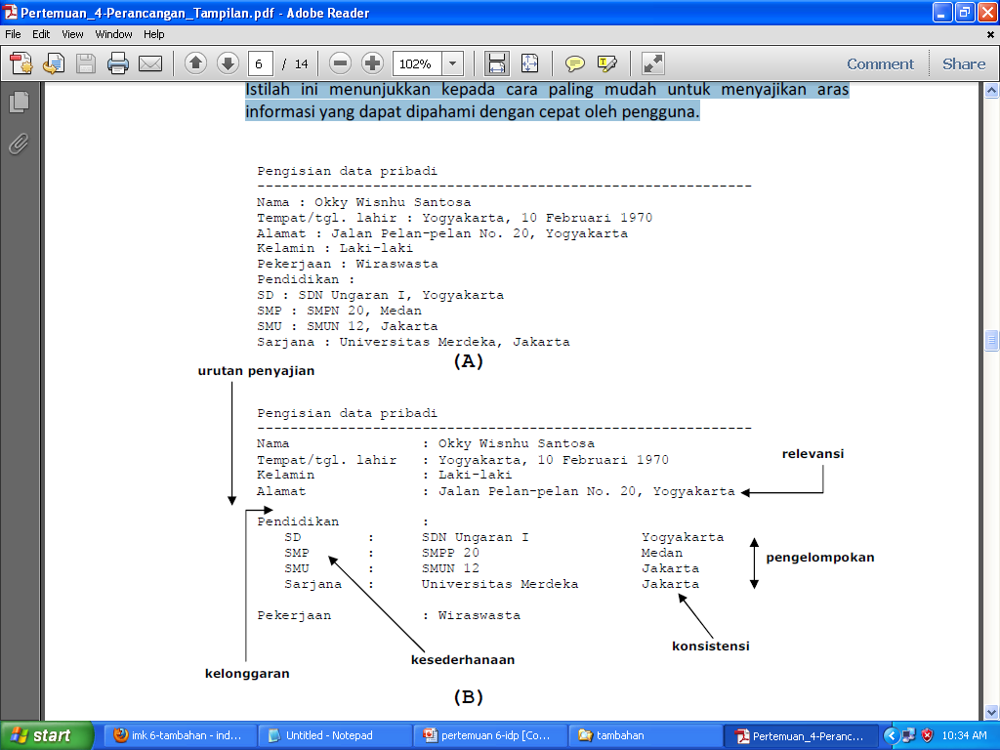 Pertemuan_4-Perancangan_Tampilan.pdf - Adobe Reader
File Edit View Window Help
6 / 14 102% Comment Share
Istilah ini menunjukkan kepada cara paling mudah untuk menyajikan aras
informasi yang dapat dipahami dengan cepat oleh pengguna.
Pengisian data pribadi
------------------------------------------------------------
Nama : Okky Wisnhu Santosa
Tempat/tgl. lahir : Yogyakarta, 10 Februari 1970
Alamat : Jalan Pelan-pelan No. 20, Yogyakarta
Kelamin : Laki-laki
Pekerjaan : Wiraswasta
Pendidikan :
SD : SDN Ungaran I, Yogyakarta
SMP : SMPN 20, Medan
SMU : SMUN 12, Jakarta
Sarjana : Universitas Merdeka, Jakarta
(A)
urutan penyajian
Pengisian data pribadi
------------------------------------------------------------
Nama : Okky Wisnhu Santosa
Tempat/tgl. lahir : Yogyakarta, 10 Februari 1970
relevansi
Kelamin : Laki-laki
Alamat : Jalan Pelan-pelan No. 20, Yogyakarta
Pendidikan :
SD : SDN Ungaran I Yogyakarta
SMP : SMPP 20 Medan
pengelompokan
SMU : SMUN 12 Jakarta
Sarjana : Universitas Merdeka Jakarta
Pekerjaan : Wiraswasta
konsistensi
kesederhanaan
kelonggaran
(B)
start imk 6-tambahan - ind... Untitled - Notepad pertemuan 6-idp [Co... tambahan Pertemuan_4-Peranc... 10:34 AM